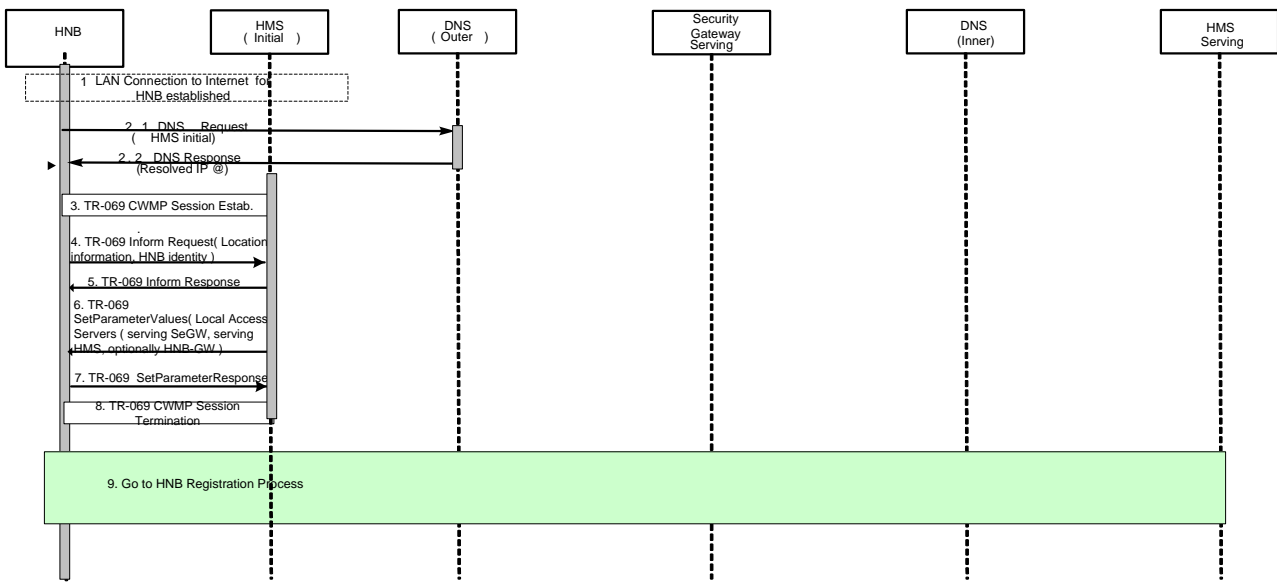 HNB
HMS
( Initial )
DNS
( Outer )
Security
Gateway
Serving
DNS
(Inner)
HMS
Serving
1 LAN Connection to Internet for
HNB established
2. 1. DNS Request
( HMS initial)
2 . 2. DNS Response
(Resolved IP @)
3. TR-069 CWMP Session Estab.
.
4. TR-069 Inform Request( Location
information, HNB identity )
5. TR-069 Inform Response
6. TR-069
SetParameterValues( Local Access
Servers ( serving SeGW, serving
HMS, optionally HNB-GW )
7. TR-069 SetParameterResponse
8. TR-069 CWMP Session
Termination
9. Go to HNB Registration Process